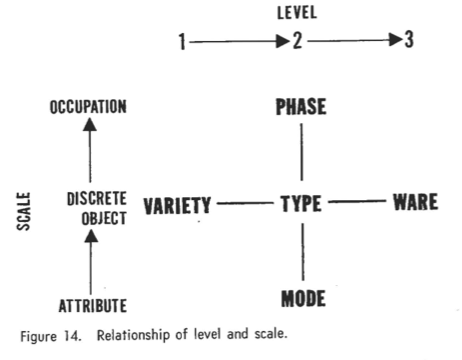 LEVEL
1 2 3
OCCUPATION PHASE
SCALE
DISCRETE
OBJECT
VARIETY TYPE WARE
ATTRIBUTE MODE
Figure 14. Relationship of level and scale.